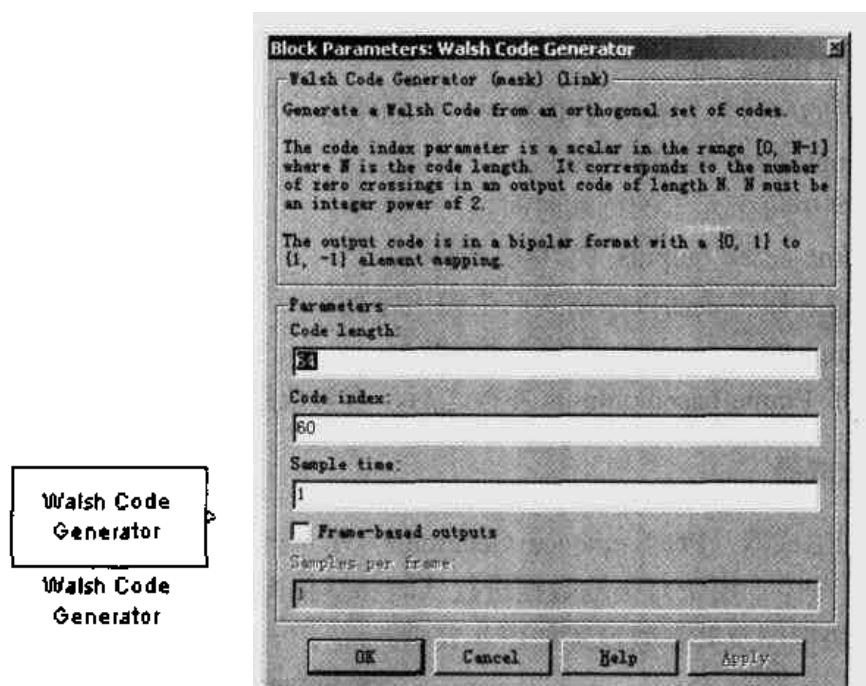 Block Parameters: Walsh Code Generator
Walsh Code Generator (mask) (link)
Generate a Walsh Code from an orthogonal set of codes.
The code index parameter is a scalar in the range [0, N-1]
where N is the code length. It corresponds to the number
of zero crossings in an output code of length N. N must be
an integer power of 2.
The output code is in a bipolar format with a {0, 1} to
{1, -1} element mapping.
Parameters
Code length:
64
Code index:
60
Sample time:
1
Frame-based outputs
Samples per frame:
1
OK Cancel Help Apply
Walsh Code
Generator
Walsh Code
Generator